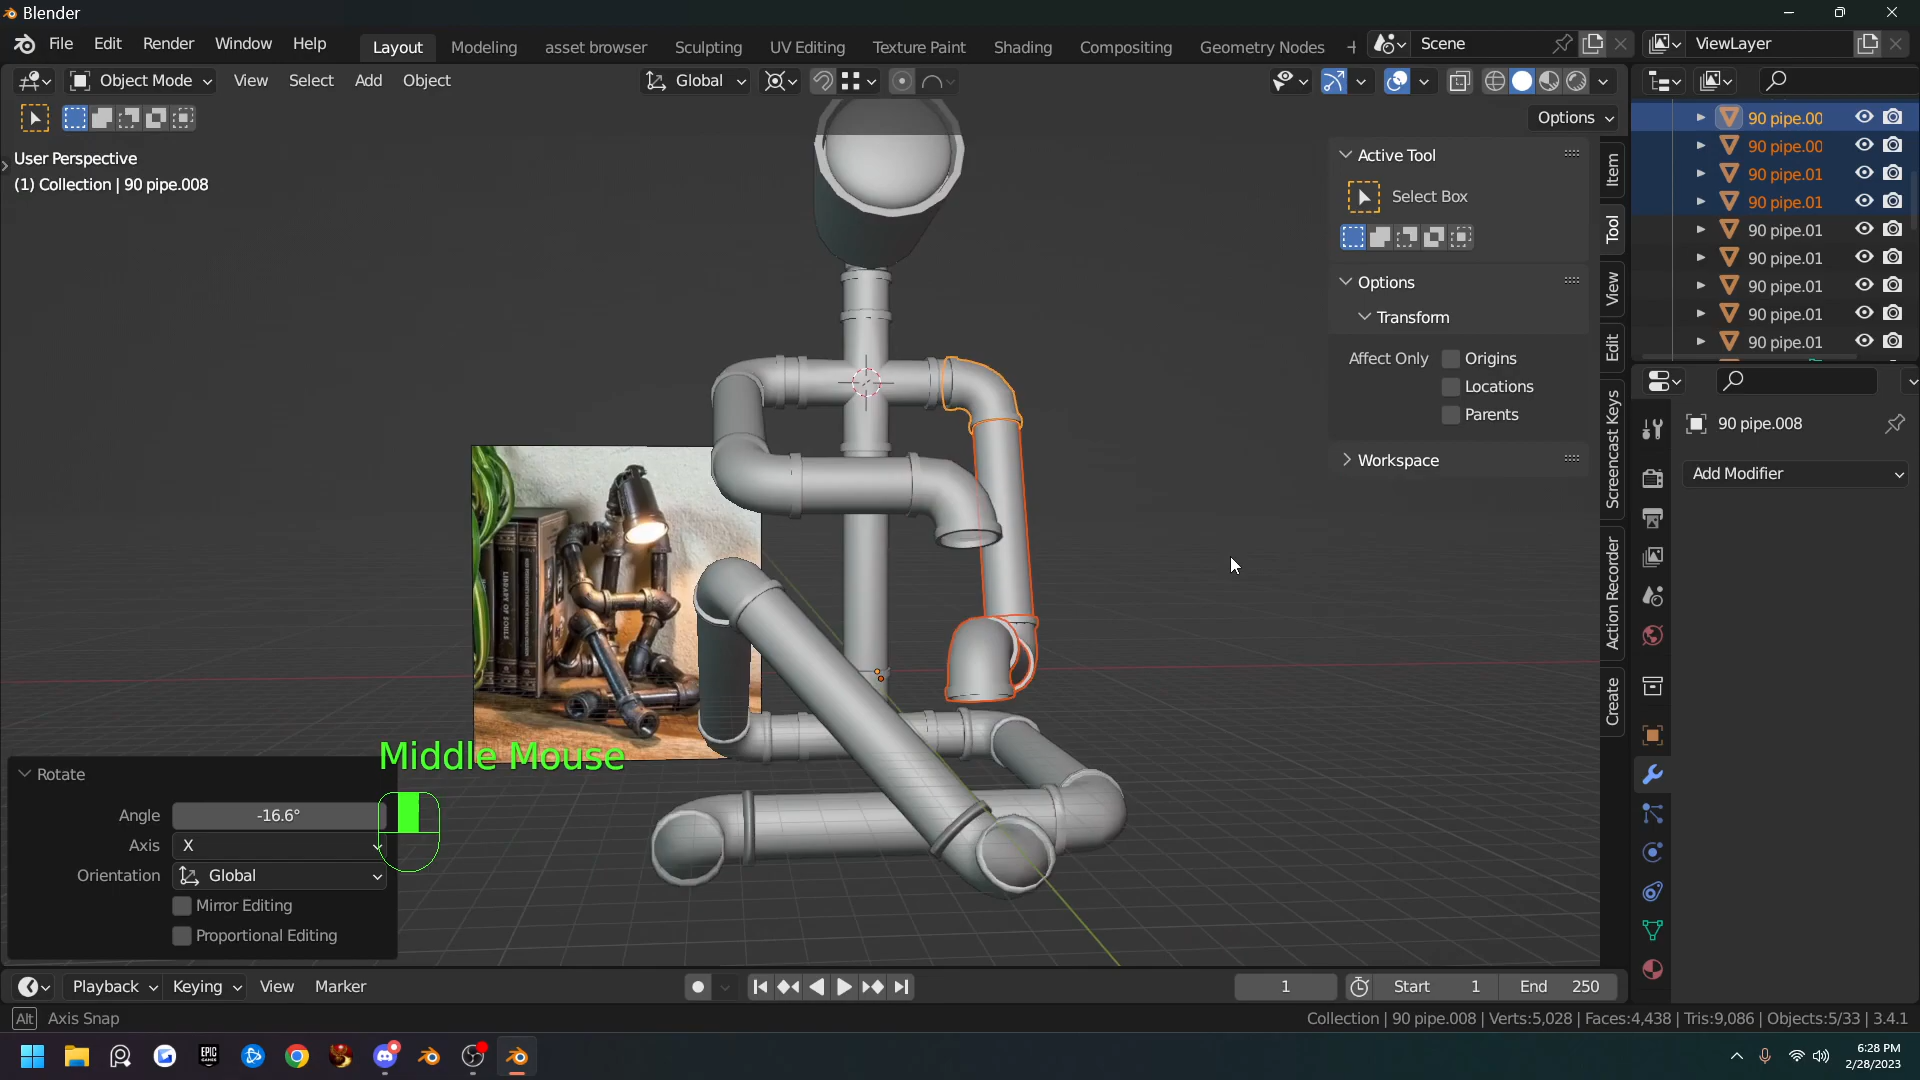 Blender
File Edit Render Window Help
Layout Modeling asset browser Sculpting UV Editing Texture Paint Shading Compositing Geometry Nodes
Scene
ViewLayer
Object Mode View Select Add Object
Global
Options
User Perspective
(1) Collection | 90 pipe.008
Active Tool
Select Box
Options
Transform
Affect Only Origins
Locations
Parents
Workspace
Item
Tool
View
Edit
Screencast Keys
Action Recorder
Create
90 pipe.00
90 pipe.00
90 pipe.01
90 pipe.01
90 pipe.01
90 pipe.01
90 pipe.01
90 pipe.01
90 pipe.01
90 pipe.008
Add Modifier
LIBRARY OF SOULS
Middle Mouse
Rotate
Angle -16.6°
Axis X
Orientation Global
Mirror Editing
Proportional Editing
Playback Keying View Marker
1
Start 1
End 250
Alt Axis Snap
Collection | 90 pipe.008 | Verts:5,028 | Faces:4,438 | Tris:9,086 | Objects:5/33 | 3.4.1
EPIC
6:28 PM
2/28/2023